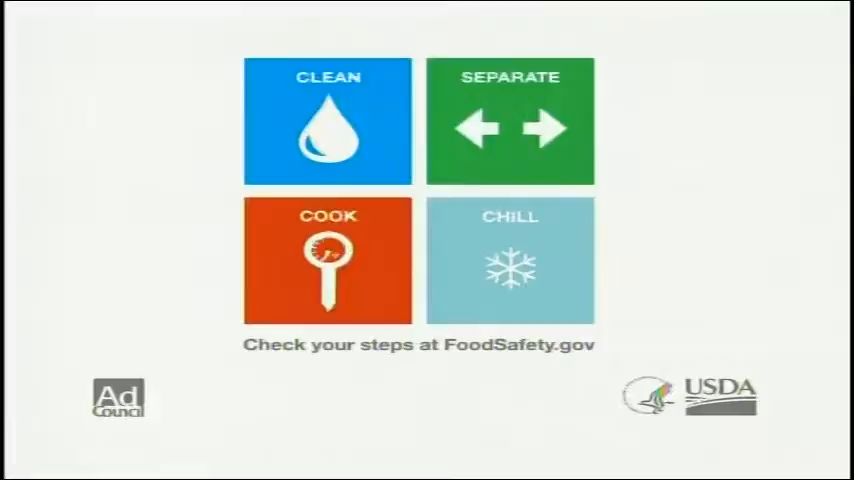 CLEAN
SEPARATE
COOK
CHILL
Check your steps at FoodSafety.gov
Ad
Council
USDA